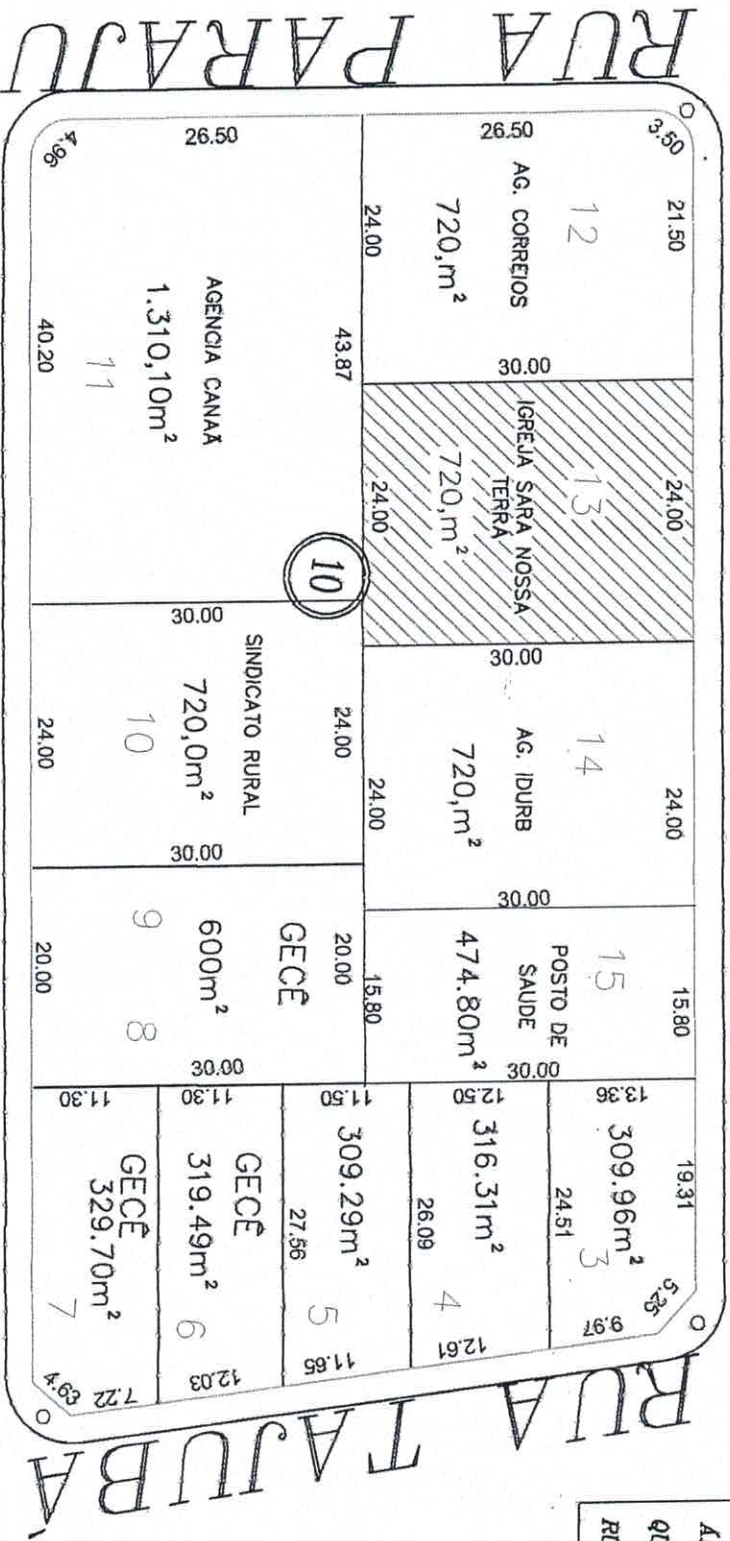 RUA PARAJU
3.50
21.50
26.50
12
AG. CORREIOS
720,m²
24.00
30.00
24.00
13
IGREJA SARA NOSSA
TERRA
720,m²
24.00
30.00
24.00
14
AG. IDURB
720,m²
24.00
30.00
15.80
15
POSTO DE
SAUDE
474.80m²
15.80
30.00
4.96
26.50
43.87
AGENCIA CANAÃ
1.310,10m²
11
40.20
10
30.00
24.00
SINDICATO RURAL
720,0m²
10
24.00
30.00
20.00
GECÊ
600m²
9 8
20.00
30.00
13.36
19.31
309.96m²
3
24.51
5.25
9.97
12.50
316.31m²
4
26.09
12.61
11.50
309.29m²
5
27.56
11.65
11.30
GECÊ
319.49m²
6
12.03
11.30
GECÊ
329.70m²
7
7.22
4.63
RUA TAJUBÁ